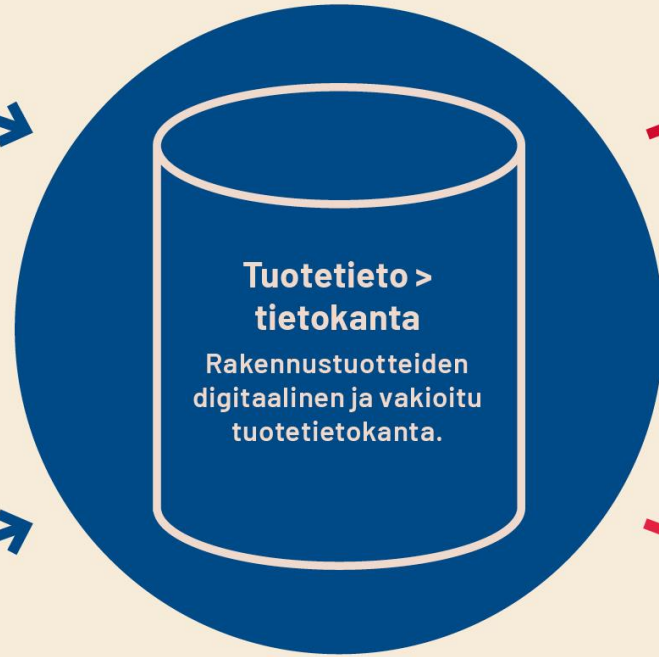 Tuotetieto >
tietokanta
Rakennustuotteiden
digitaalinen ja vakioitu
tuotetietokanta.